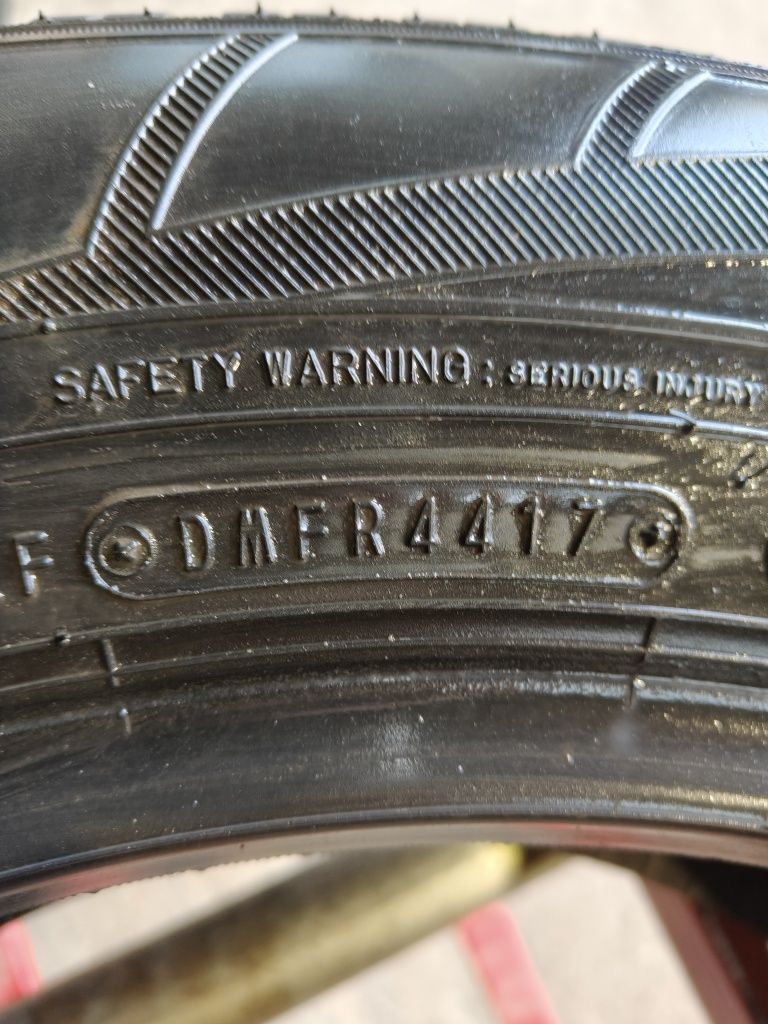 SAFETY WARNING : SERIOUS INJURY
F DMFR4417